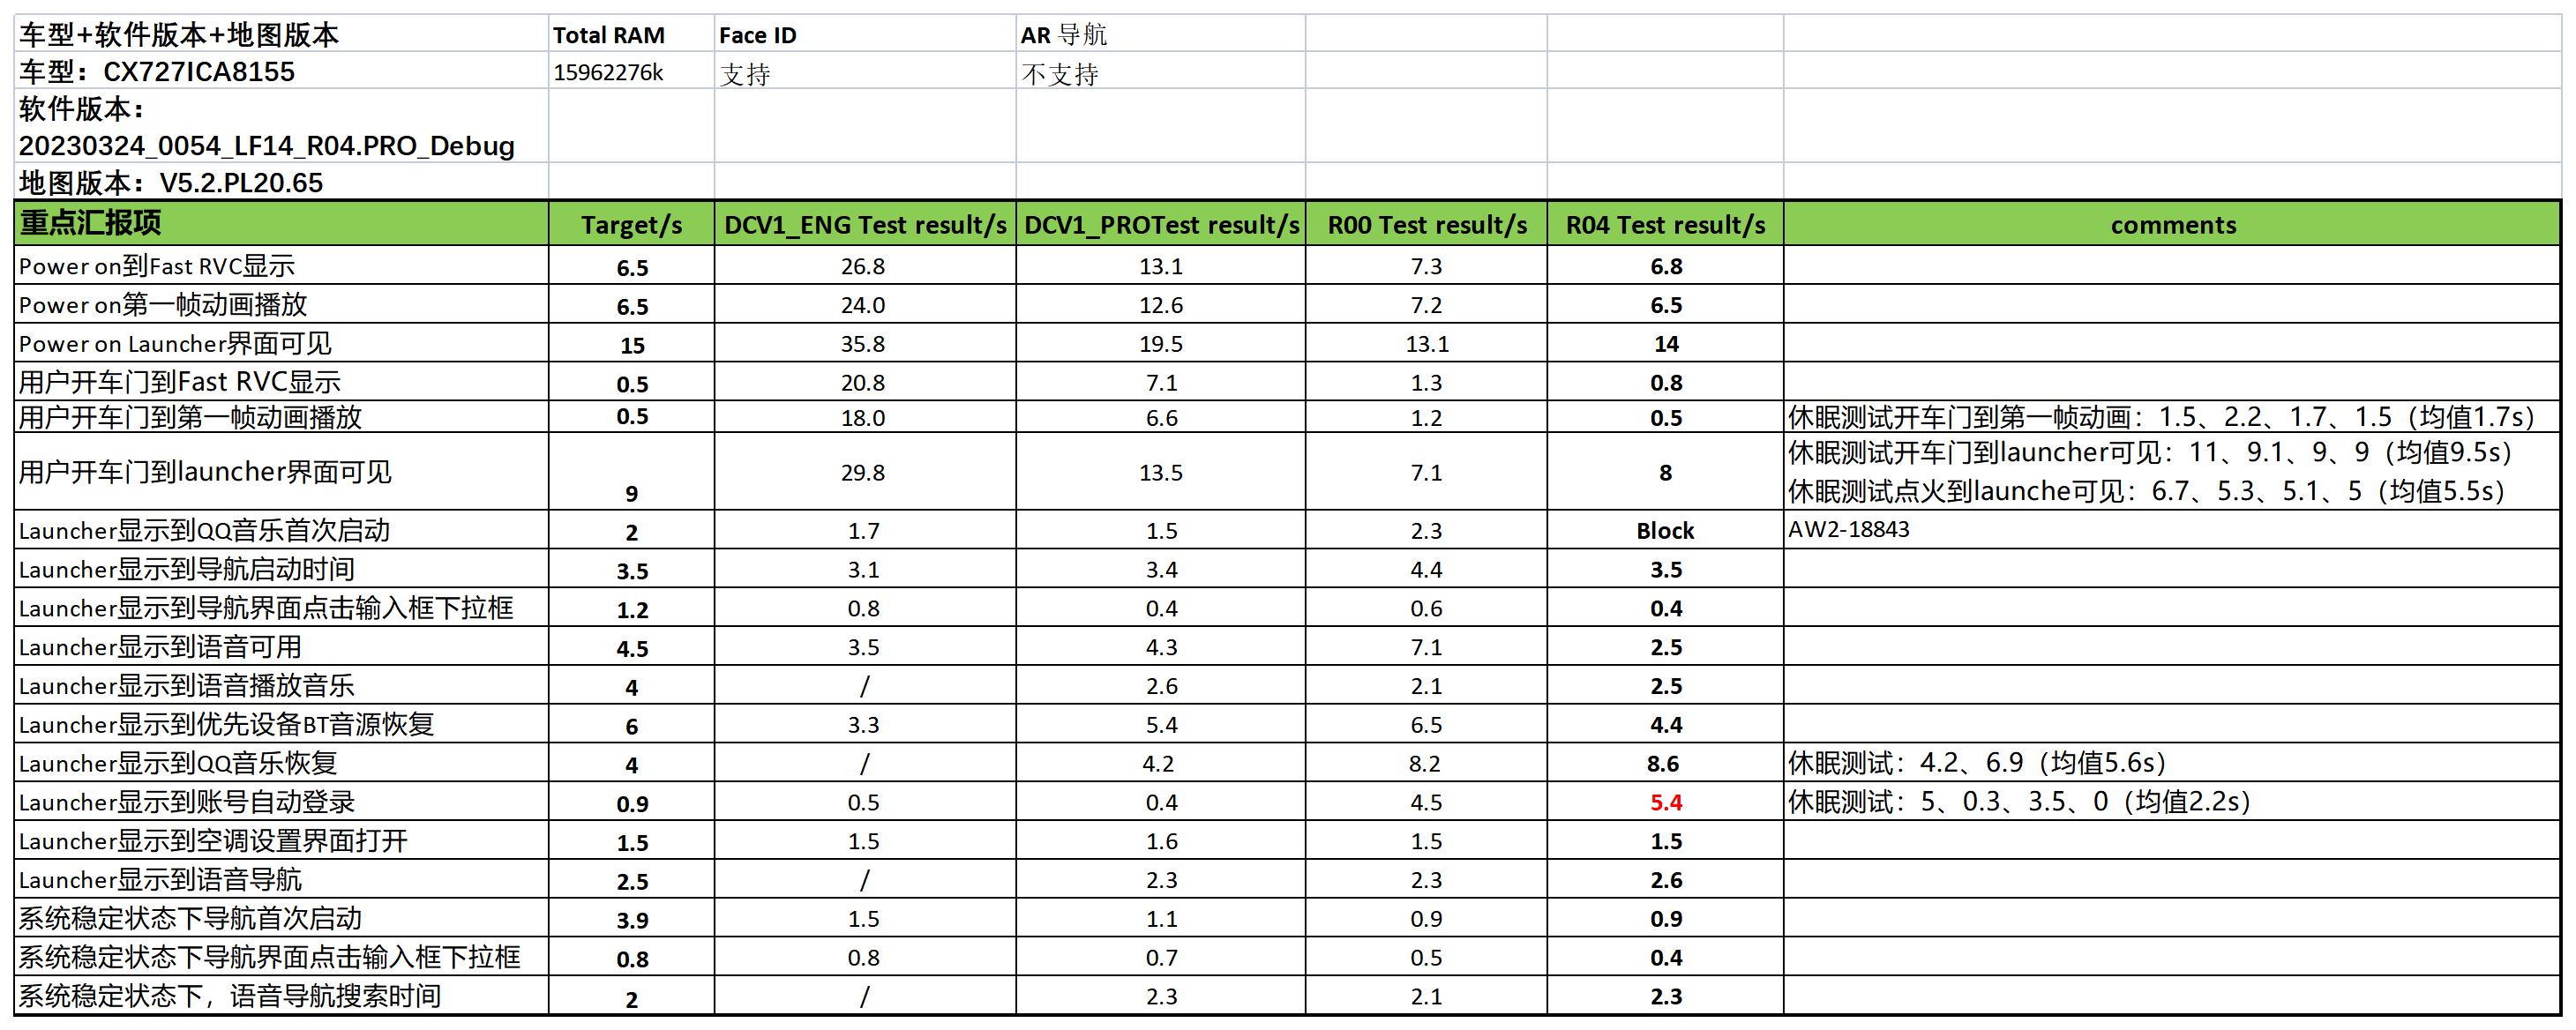 车型+软件版本+地图版本 Total RAM Face ID AR 导航
车型：CX727ICA8155 15962276k 支持 不支持
软件版本：
20230324_0054_LF14_R04.PRO_Debug
地图版本：V5.2.PL20.65
重点汇报项 Target/s DCV1_ENG Test result/s DCV1_PROTest result/s R00 Test result/s R04 Test result/s comments
Power on到Fast RVC显示 6.5 26.8 13.1 7.3 6.8
Power on第一帧动画播放 6.5 24.0 12.6 7.2 6.5
Power on Launcher界面可见 15 35.8 19.5 13.1 14
用户开车门到Fast RVC显示 0.5 20.8 7.1 1.3 0.8
用户开车门到第一帧动画播放 0.5 18.0 6.6 1.2 0.5 休眠测试开车门到第一帧动画：1.5、2.2、1.7、1.5（均值1.7s）
用户开车门到launcher界面可见 9 29.8 13.5 7.1 8 休眠测试开车门到launcher可见：11、9.1、9、9（均值9.5s）
休眠测试点火到launche可见：6.7、5.3、5.1、5（均值5.5s）
Launcher显示到QQ音乐首次启动 2 1.7 1.5 2.3 Block AW2-18843
Launcher显示到导航启动时间 3.5 3.1 3.4 4.4 3.5
Launcher显示到导航界面点击输入框下拉框 1.2 0.8 0.4 0.6 0.4
Launcher显示到语音可用 4.5 3.5 4.3 7.1 2.5
Launcher显示到语音播放音乐 4 / 2.6 2.1 2.5
Launcher显示到优先设备BT音源恢复 6 3.3 5.4 6.5 4.4
Launcher显示到QQ音乐恢复 4 / 4.2 8.2 8.6 休眠测试：4.2、6.9（均值5.6s）
Launcher显示到账号自动登录 0.9 0.5 0.4 4.5 5.4 休眠测试：5、0.3、3.5、0（均值2.2s）
Launcher显示到空调设置界面打开 1.5 1.5 1.6 1.5 1.5
Launcher显示到语音导航 2.5 / 2.3 2.3 2.6
系统稳定状态下导航首次启动 3.9 1.5 1.1 0.9 0.9
系统稳定状态下导航界面点击输入框下拉框 0.8 0.8 0.7 0.5 0.4
系统稳定状态下，语音导航搜索时间 2 / 2.3 2.1 2.3